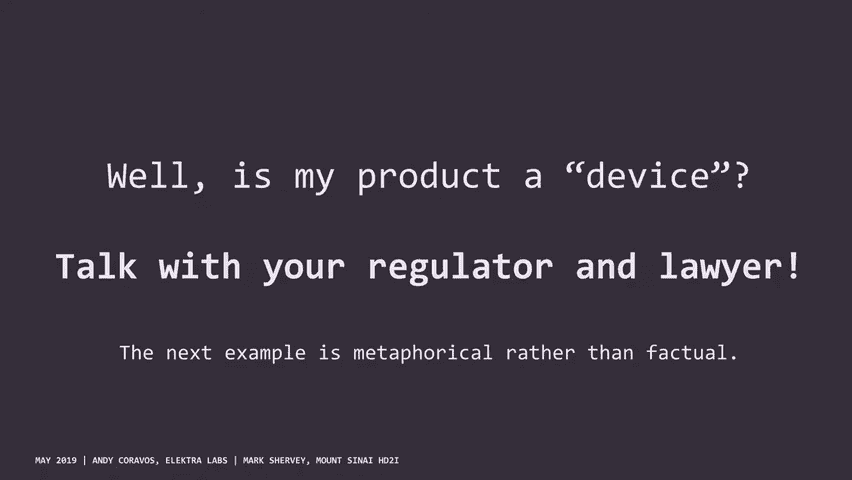 Well, is my product a “device”?
Talk with your regulator and lawyer!
The next example is metaphorical rather than factual.
MAY 2019 | ANDY CORAVOS, ELEKTRA LABS | MARK SHERVEY, MOUNT SINAI HD2I